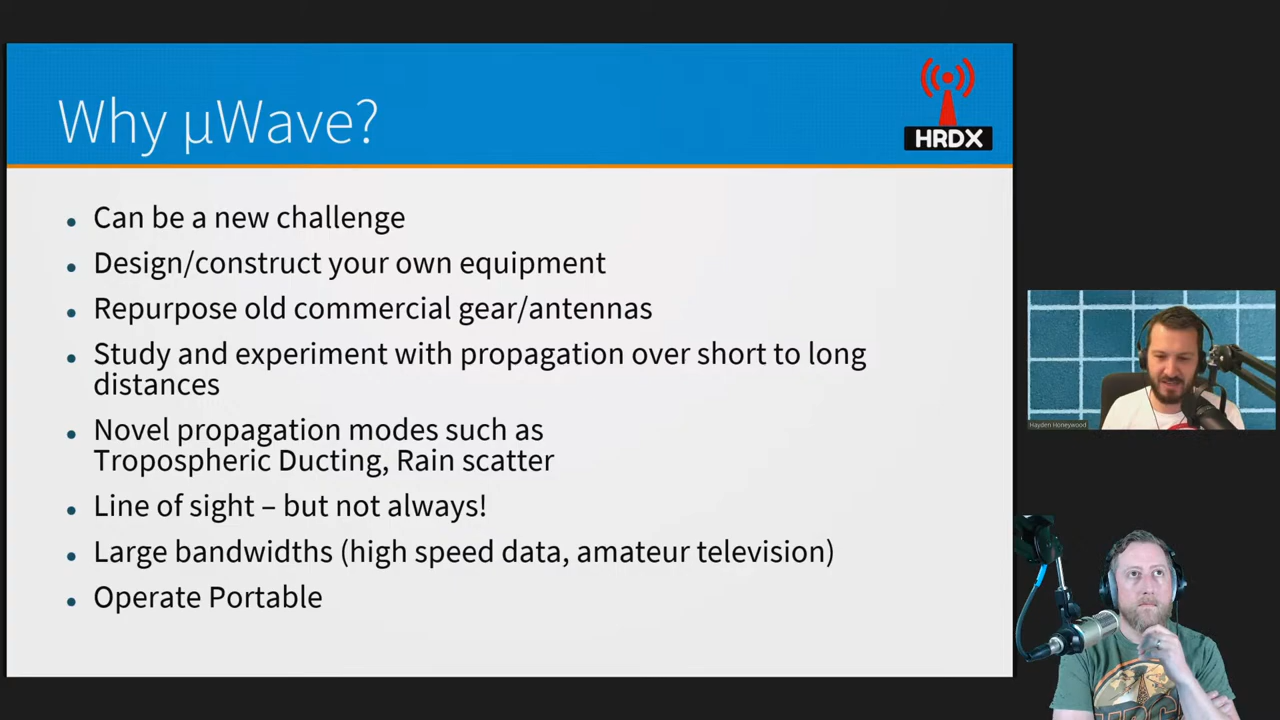 Why µWave?
HRDX
• Can be a new challenge
• Design/construct your own equipment
• Repurpose old commercial gear/antennas
• Study and experiment with propagation over short to long
distances
• Novel propagation modes such as
Tropospheric Ducting, Rain scatter
• Line of sight – but not always!
• Large bandwidths (high speed data, amateur television)
• Operate Portable
Hayden Honeywood